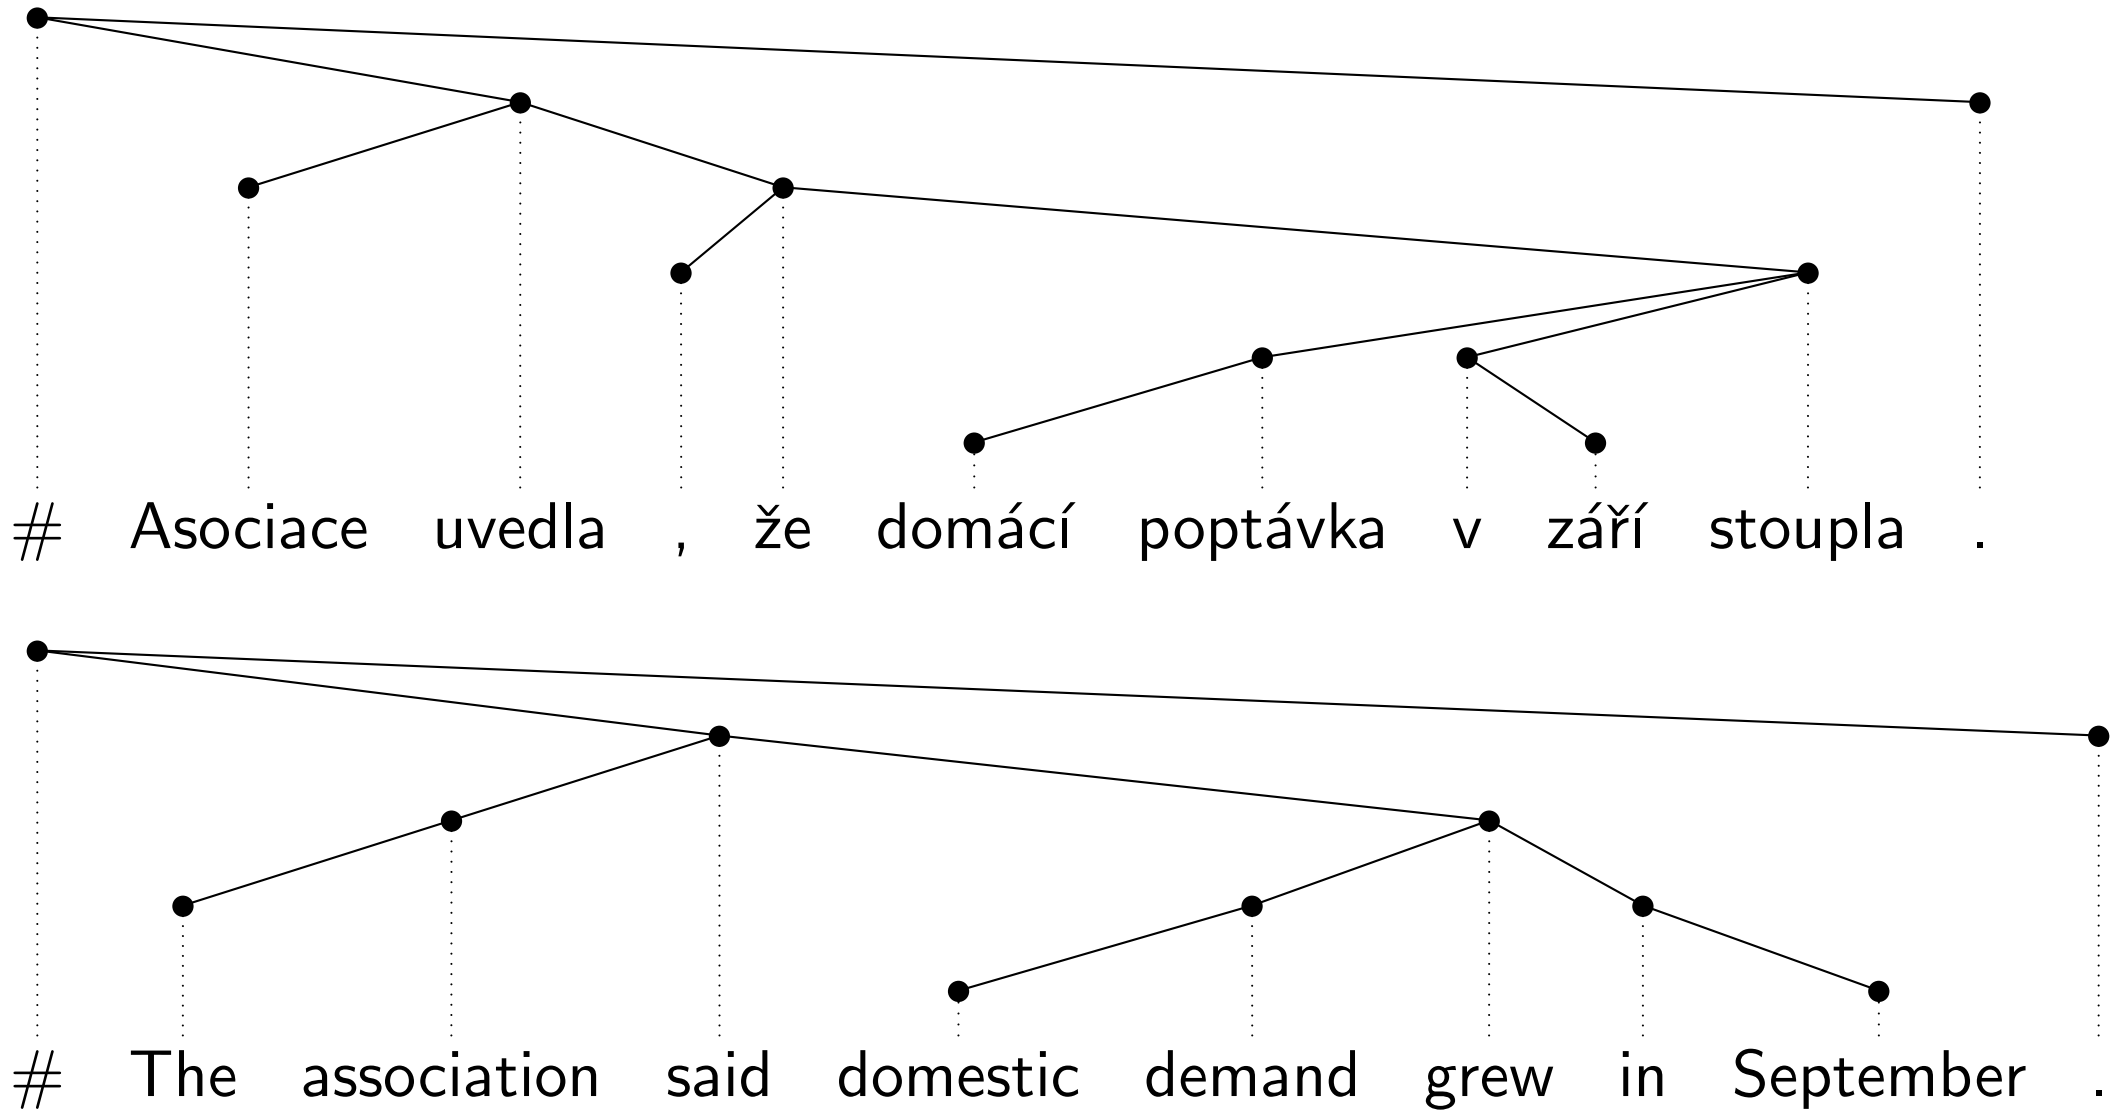 # Asociace uvedla , že domácí poptávka v září stoupla .
# The association said domestic demand grew in September .